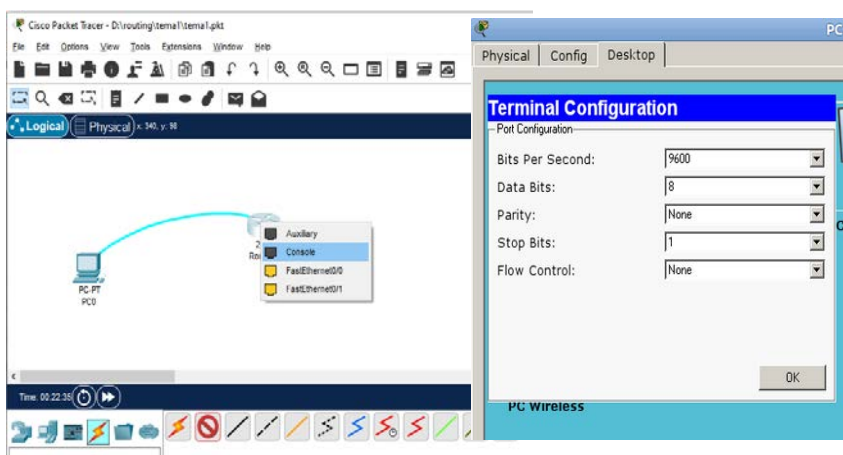 Cisco Packet Tracer - D:\routing\tema1\tema1.pkt
File Edit Options View Tools Extensions Window Help
Logical Physical x: 340, y: 98
Auxiliary
Console
FastEthernet0/0
FastEthernet0/1
PC-PT
PC0
Time: 00:22:35
PC
Physical Config Desktop
Terminal Configuration
Port Configuration
Bits Per Second: 9600
Data Bits: 8
Parity: None
Stop Bits: 1
Flow Control: None
OK
PC Wireless